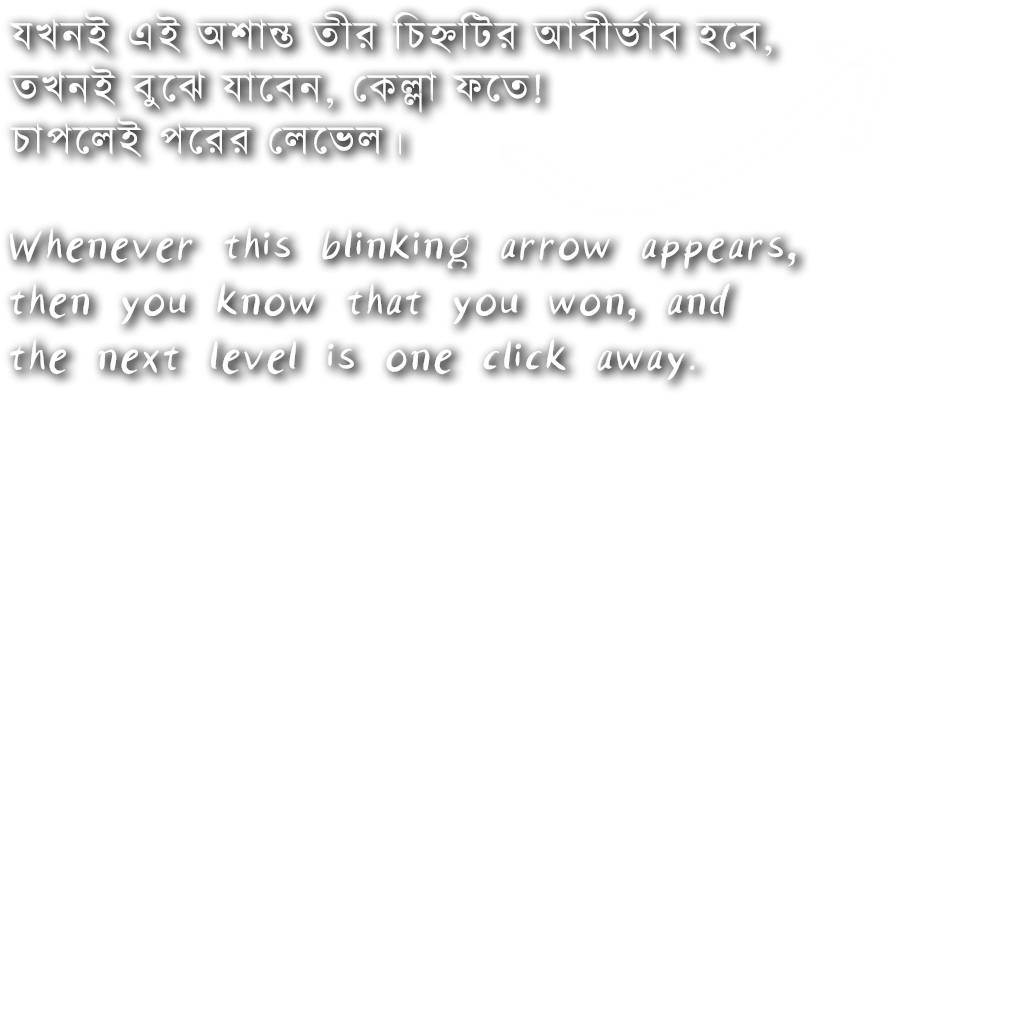 যখনই এই অশান্ত তীর চিহ্নটির আবীর্ভাব হবে,
তখনই বুঝে যাবেন, কেল্লা ফতে!
চাপলেই পরের লেভেল।
Whenever this blinking arrow appears,
then you know that you won, and
the next level is one click away.